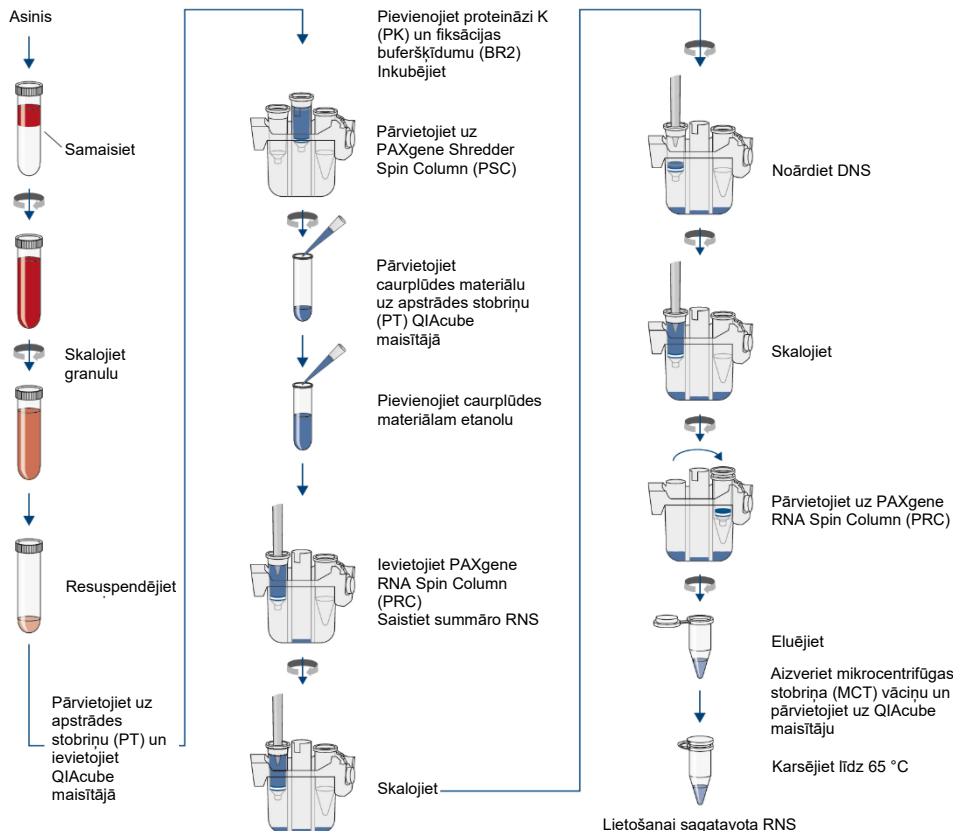 Asinis
Samaisiet
Skalojiet
granulu
Resuspendējiet
Pārvietojiet uz
apstrādes
stobriņu (PT) un
ievietojiet
QIAcube
maisītājā
Pievienojiet proteināzi K
(PK) un fiksācijas
buferšķīdumu (BR2)
Inkubējiet
Pārvietojiet uz
PAXgene Shredder
Spin Column (PSC)
Pārvietojiet
caurplūdes materiālu
uz apstrādes stobriņu
(PT) QIAcube
maisītājā
Pievienojiet caurplūdes
materiālam etanolu
Ievietojiet PAXgene
RNA Spin Column
(PRC)
Saistiet summāro RNS
Skalojiet
Noārdiet DNS
Skalojiet
Pārvietojiet uz PAXgene
RNA Spin Column (PRC)
Eluējiet
Aizveriet mikrocentrifūgas
stobriņa (MCT) vāciņu un
pārvietojiet uz QIAcube
maisītāju
Karsējiet līdz 65 °C
Lietošanai sagatavota RNS